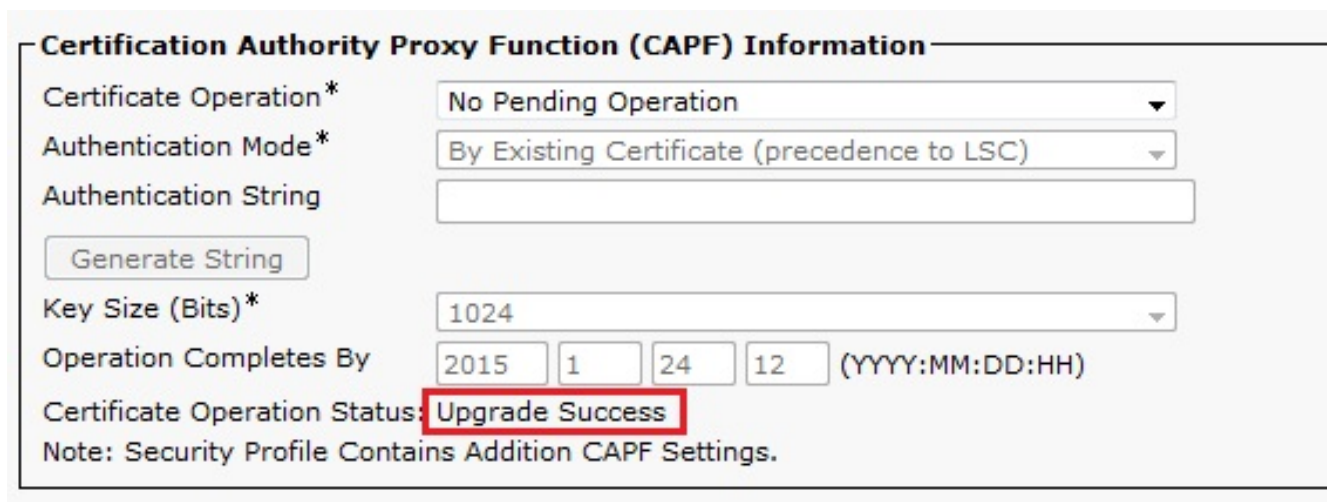 Certification Authority Proxy Function (CAPF) Information
Certificate Operation* No Pending Operation
Authentication Mode* By Existing Certificate (precedence to LSC)
Authentication String
Generate String
Key Size (Bits)* 1024
Operation Completes By 2015 1 24 12 (YYYY:MM:DD:HH)
Certificate Operation Status: Upgrade Success
Note: Security Profile Contains Addition CAPF Settings.